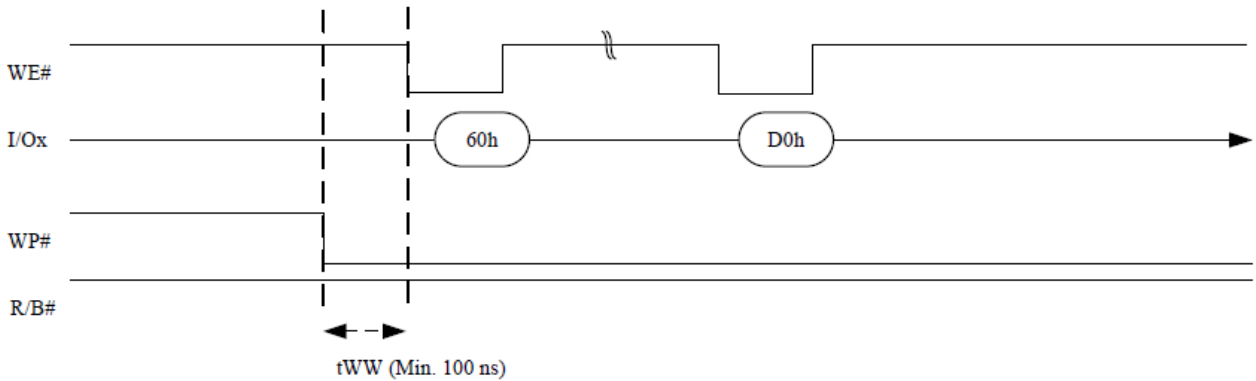 WE#
I/Ox
60h
D0h
WP#
R/B#
tWW (Min. 100 ns)